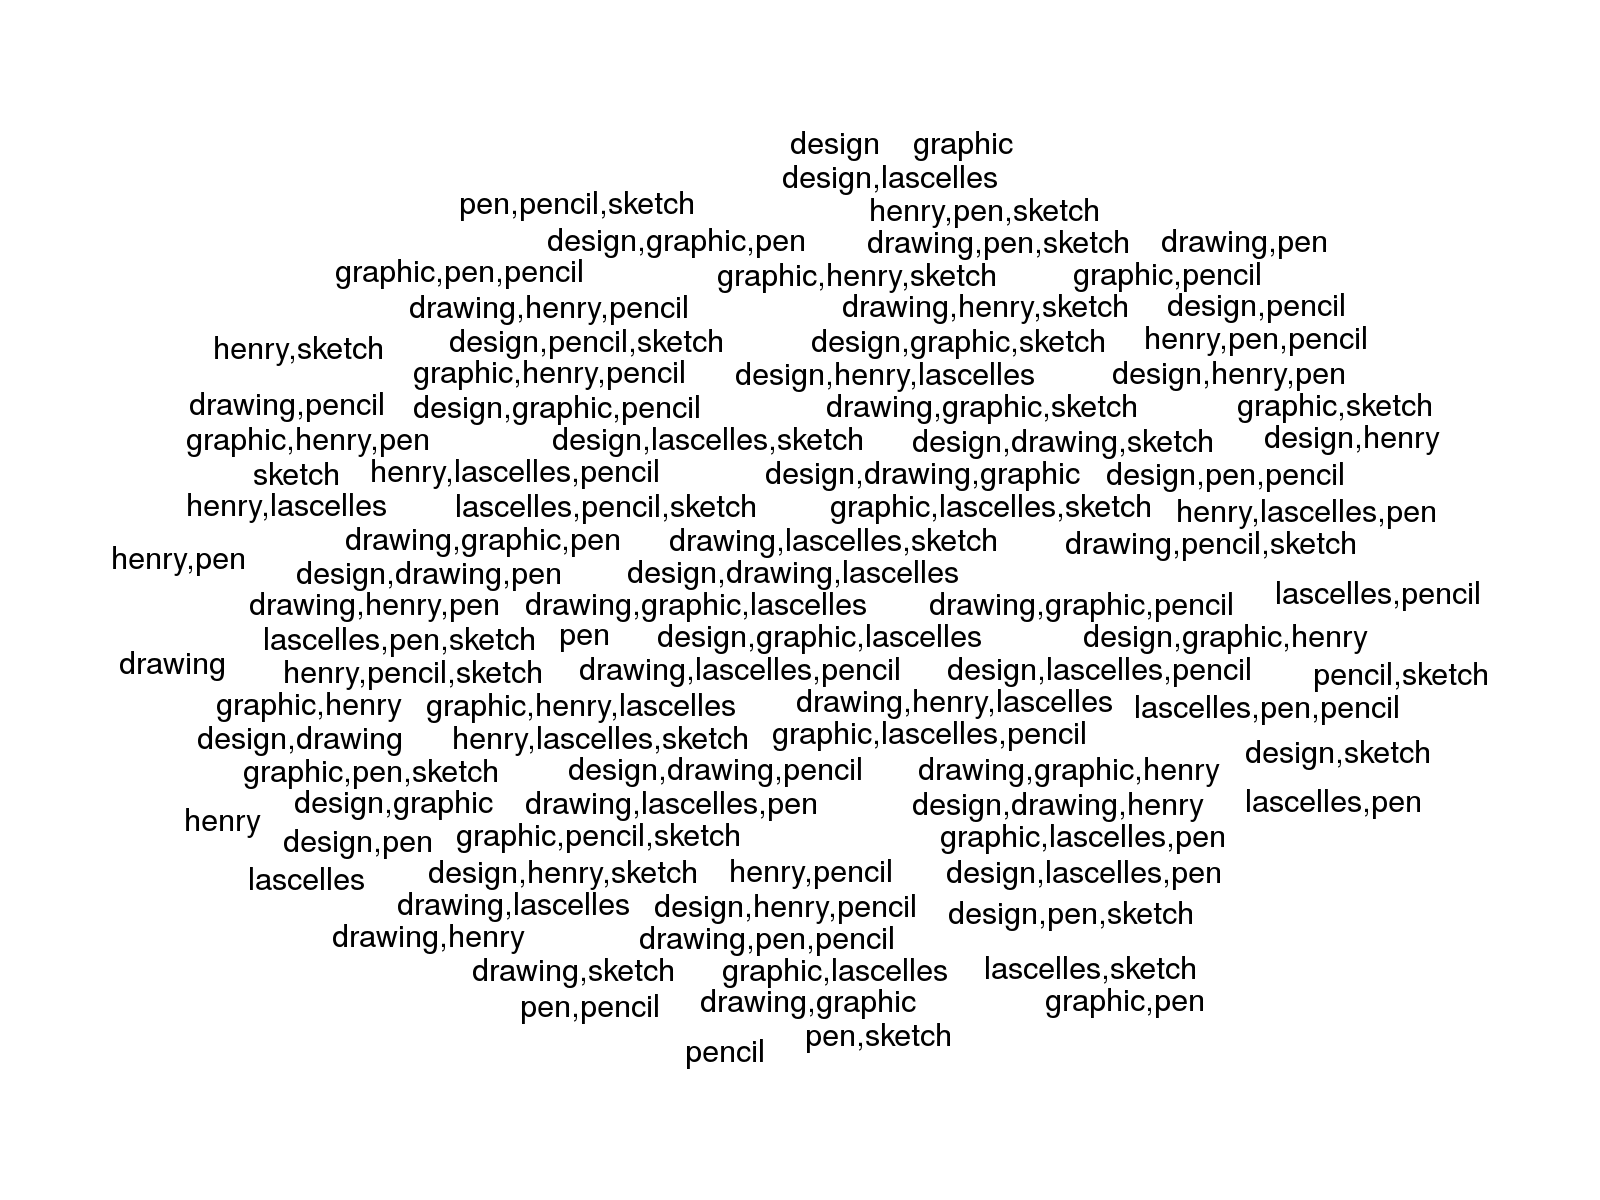 design graphic
design,lascelles
pen,pencil,sketch henry,pen,sketch
design,graphic,pen drawing,pen,sketch drawing,pen
graphic,pen,pencil graphic,henry,sketch graphic,pencil
drawing,henry,pencil drawing,henry,sketch design,pencil
henry,sketch design,pencil,sketch design,graphic,sketch henry,pen,pencil
graphic,henry,pencil design,henry,lascelles design,henry,pen
drawing,pencil design,graphic,pencil drawing,graphic,sketch graphic,sketch
graphic,henry,pen design,lascelles,sketch design,drawing,sketch design,henry
sketch henry,lascelles,pencil design,drawing,graphic design,pen,pencil
henry,lascelles lascelles,pencil,sketch graphic,lascelles,sketch henry,lascelles,pen
henry,pen drawing,graphic,pen drawing,lascelles,sketch drawing,pencil,sketch
design,drawing,pen design,drawing,lascelles
drawing,henry,pen drawing,graphic,lascelles drawing,graphic,pencil lascelles,pencil
lascelles,pen,sketch pen design,graphic,lascelles design,graphic,henry
drawing henry,pencil,sketch drawing,lascelles,pencil design,lascelles,pencil pencil,sketch
graphic,henry graphic,henry,lascelles drawing,henry,lascelles lascelles,pen,pencil
design,drawing henry,lascelles,sketch graphic,lascelles,pencil design,sketch
graphic,pen,sketch design,drawing,pencil drawing,graphic,henry
design,graphic drawing,lascelles,pen design,drawing,henry lascelles,pen
henry design,pen graphic,pencil,sketch graphic,lascelles,pen
lascelles design,henry,sketch henry,pencil design,lascelles,pen
drawing,lascelles design,henry,pencil design,pen,sketch
drawing,henry drawing,pen,pencil
drawing,sketch graphic,lascelles lascelles,sketch
pen,pencil drawing,graphic graphic,pen
pencil pen,sketch